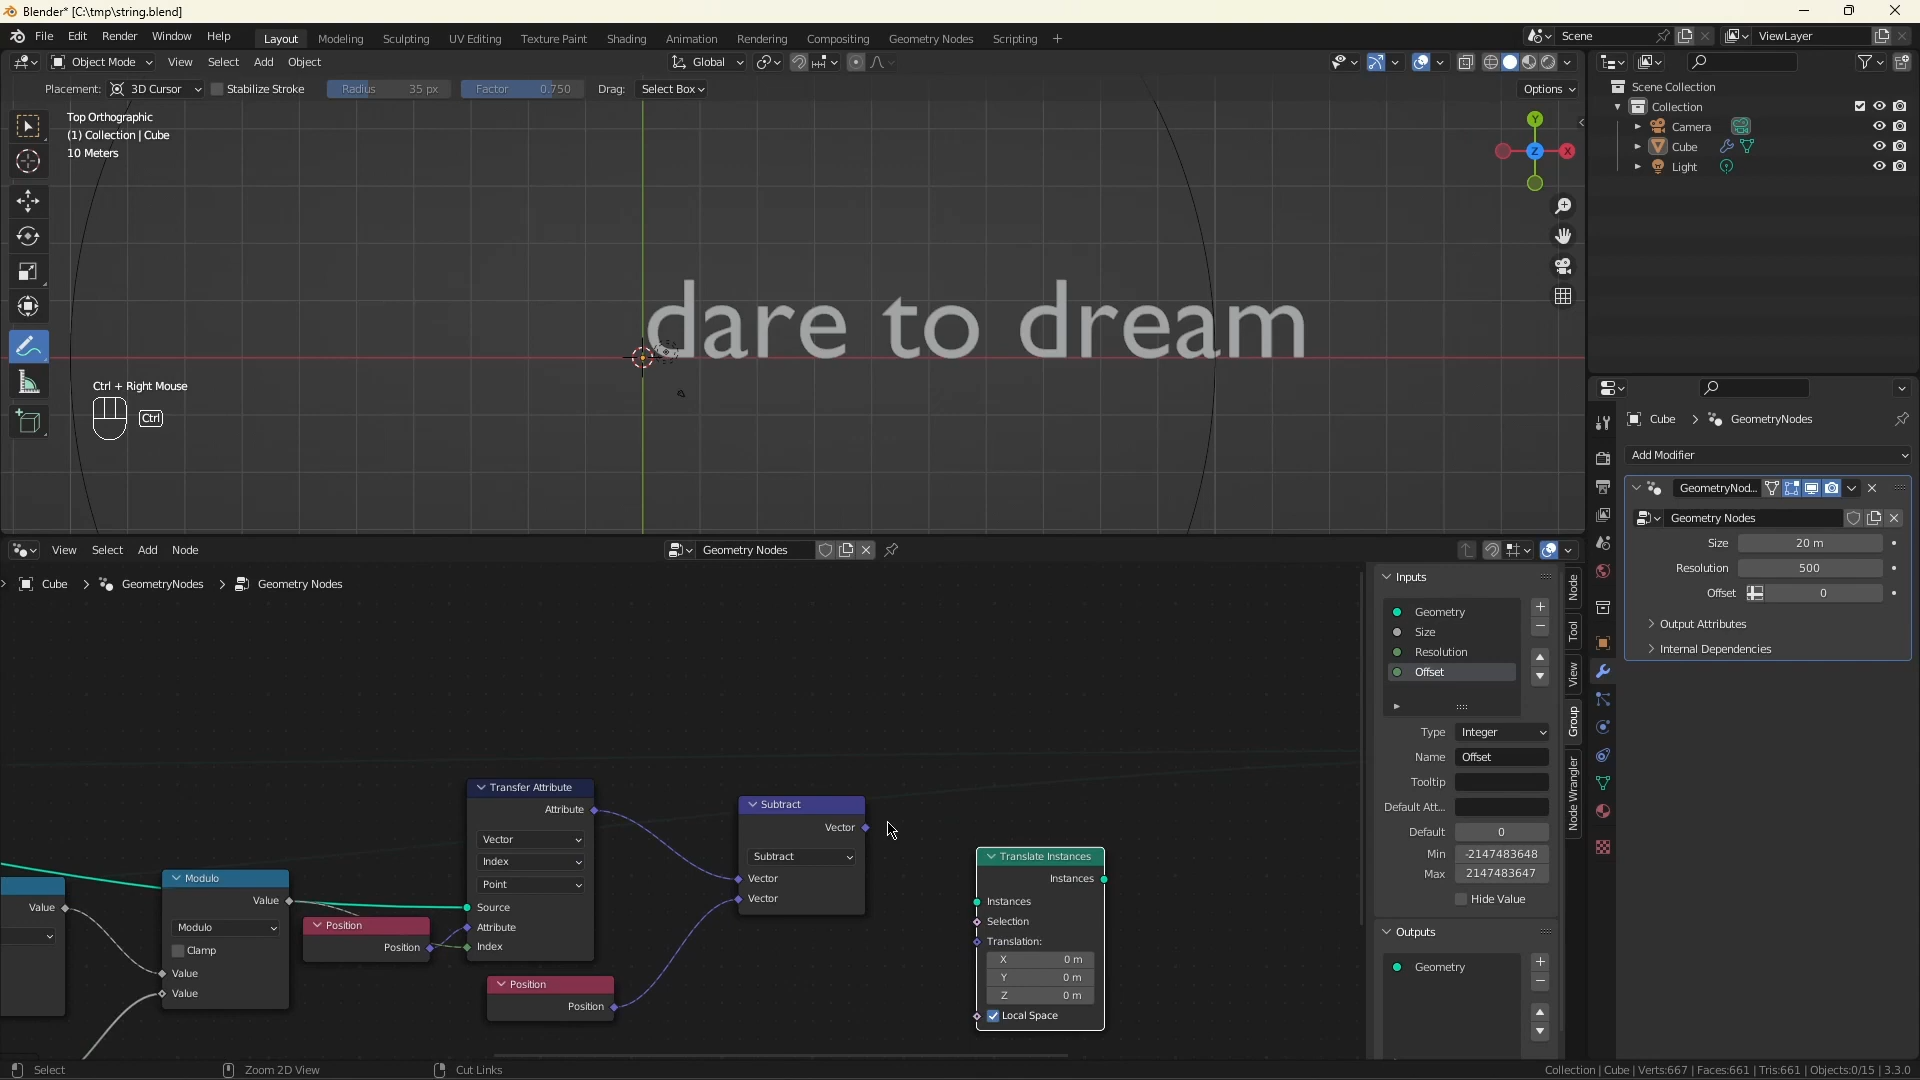 Blender* [C:\tmp\string.blend]
File Edit Render Window Help
Layout Modeling Sculpting UV Editing Texture Paint Shading Animation Rendering Compositing Geometry Nodes Scripting +
Scene
ViewLayer
Object Mode View Select Add Object
Global
Placement: 3D Cursor Stabilize Stroke Radius 35 px Factor 0.750 Drag: Select Box
Options
Top Orthographic
(1) Collection | Cube
10 Meters
Y
Z
X
dare to dream
Ctrl + Right Mouse
Ctrl
Scene Collection
Collection
Camera
Cube
Light
Cube > GeometryNodes
Add Modifier
GeometryNod...
Geometry Nodes
Size 20 m
Resolution 500
Offset 0
Output Attributes
Internal Dependencies
View Select Add Node
Geometry Nodes
Cube > GeometryNodes > Geometry Nodes
Value
Modulo
Value
Modulo
Clamp
Value
Value
Position
Position
Transfer Attribute
Attribute
Vector
Index
Point
Source
Attribute
Index
Position
Position
Subtract
Vector
Subtract
Vector
Vector
Translate Instances
Instances
Instances
Selection
Translation:
X 0 m
Y 0 m
Z 0 m
Local Space
Inputs
Geometry
Size
Resolution
Offset
Type Integer
Name Offset
Tooltip
Default Att...
Default 0
Min -2147483648
Max 2147483647
Hide Value
Outputs
Geometry
Node
Tool
View
Group
Node Wrangler
Select Zoom 2D View Cut Links
Collection | Cube | Verts:667 | Faces:661 | Tris:661 | Objects:0/15 | 3.3.0